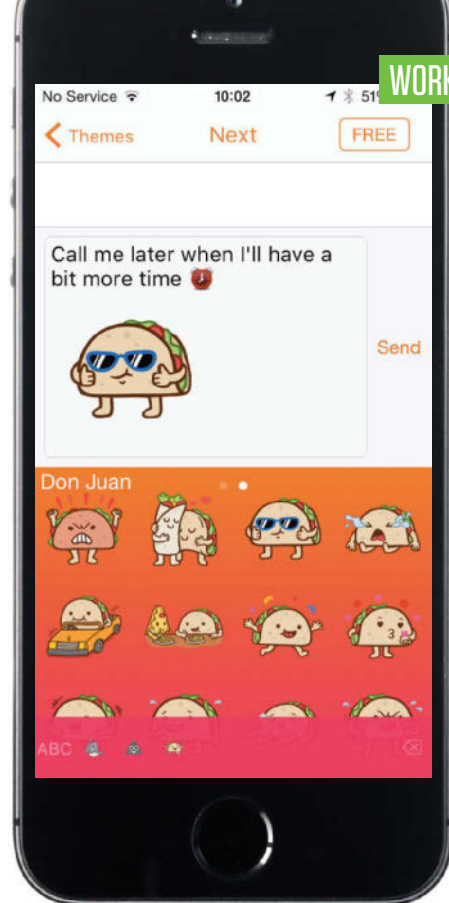 WORK
No Service 10:02 51
Themes Next FREE
Call me later when I'll have a
bit more time
Send
Don Juan
ABC